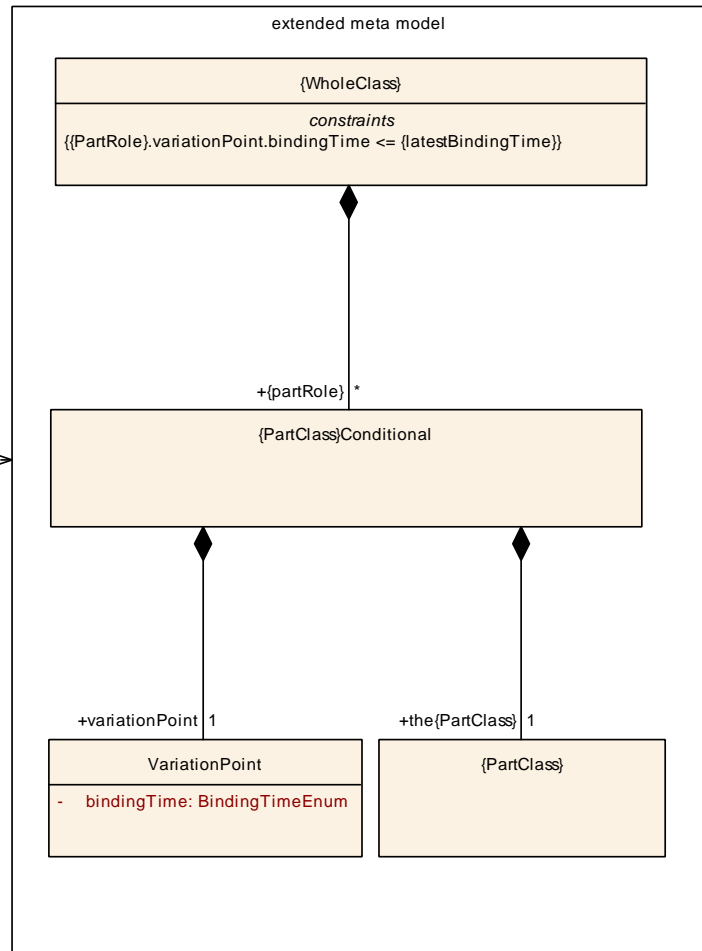 extended meta model
{WholeClass}
constraints
{{PartRole}.variationPoint.bindingTime <= {latestBindingTime}}
+{partRole} *
{PartClass}Conditional
+variationPoint 1
+the{PartClass} 1
VariationPoint
- bindingTime: BindingTimeEnum
{PartClass}